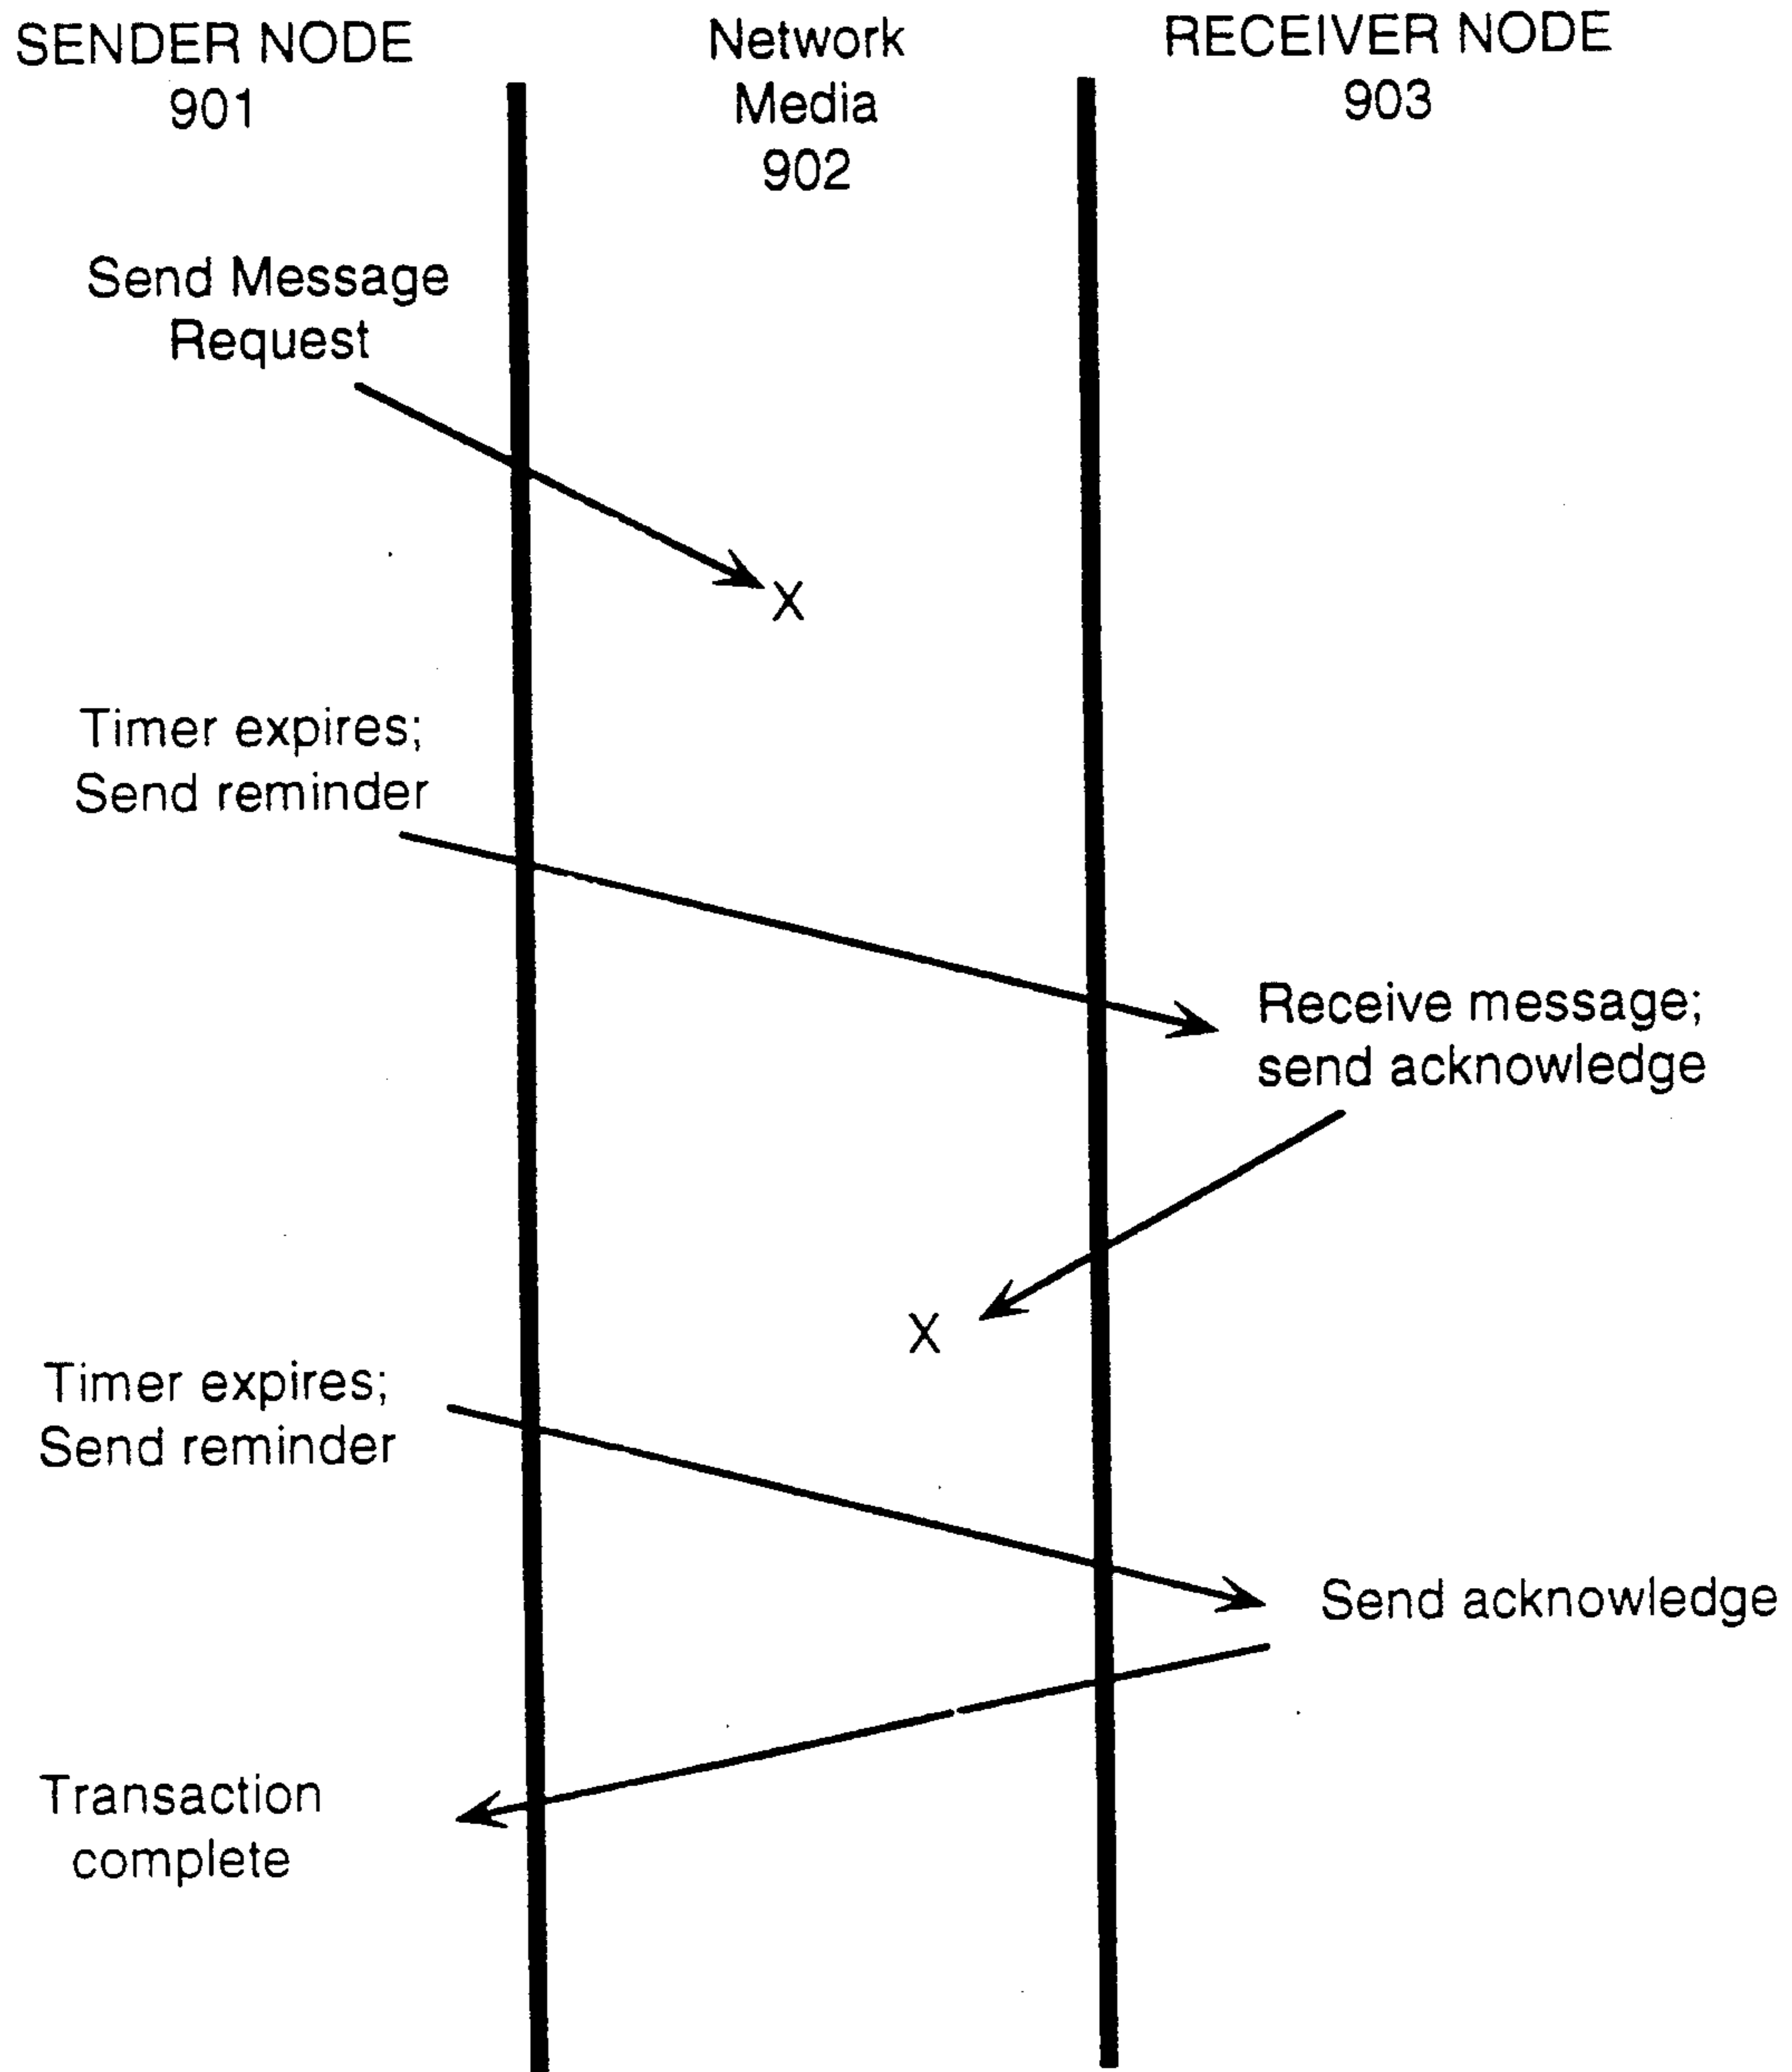 SENDER NODE
901
Network
Media
902
RECEIVER NODE
903
Send Message
Request
X
Timer expires;
Send reminder
Receive message;
send acknowledge
X
Timer expires;
Send reminder
Send acknowledge
Transaction
complete